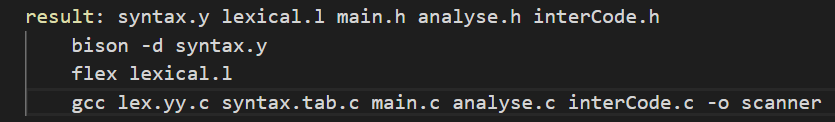 result: syntax.y lexical.l main.h analyse.h interCode.h
bison -d syntax.y
flex lexical.l
gcc lex.yy.c syntax.tab.c main.c analyse.c interCode.c -o scanner